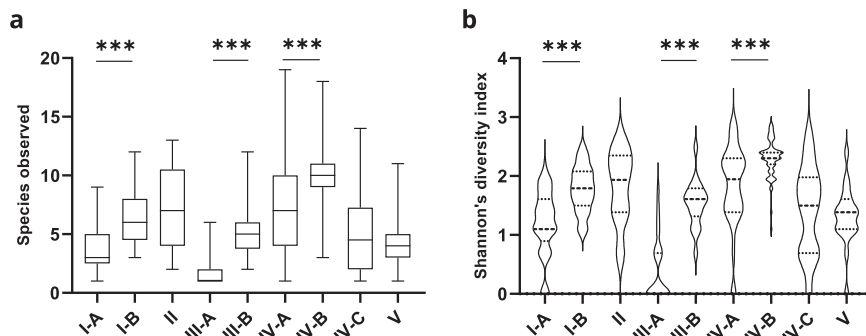 a
*** *** ***
20
15
10
5
0
Species observed
I-A I-B II III-A III-B IV-A IV-B IV-C V
b
*** *** ***
4
3
2
1
0
Shannon's diversity index
I-A I-B II III-A III-B IV-A IV-B IV-C V